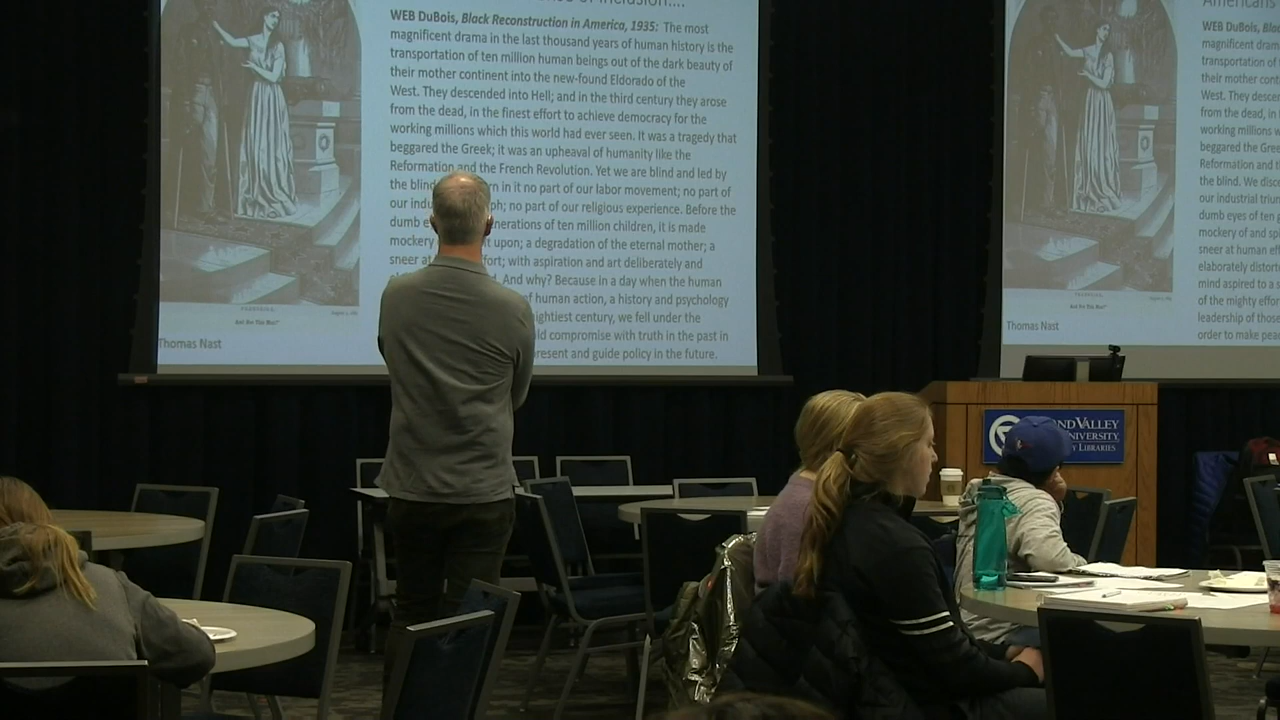 of Inclusion....
WEB DuBois, Black Reconstruction in America, 1935: The most
magnificent drama in the last thousand years of human history is the
transportation of ten million human beings out of the dark beauty of
their mother continent into the new-found Eldorado of the
West. They descended into Hell; and in the third century they arose
from the dead, in the finest effort to achieve democracy for the
working millions which this world had ever seen. It was a tragedy that
beggared the Greek; it was an upheaval of humanity like the
Reformation and the French Revolution. Yet we are blind and led by
the blind in it no part of our labor movement; no part of
our no part of our religious experience. Before the
dumb of ten million children, it is made
mockery upon; a degradation of the eternal mother; a
sneer at with aspiration and art deliberately and
And why? Because in a day when the human
of human action, a history and psychology
century, we fell under the
compromise with truth in the past in
present and guide policy in the future.
Thomas Nast
Americans
WEB DuBois,
magnificent drama
transportation of
their mother conti
West. They descen
from the dead, in
working millions w
beggared the Gree
Reformation and
the blind. We disc
our industrial triu
dumb eyes of ten
mockery of and spi
sneer at human ef
elaborately distort
mind aspired to a s
of the mighty effor
leadership of those
order to make pea
Thomas Nast
ND VALLEY
UNIVERSITY
LIBRARIES